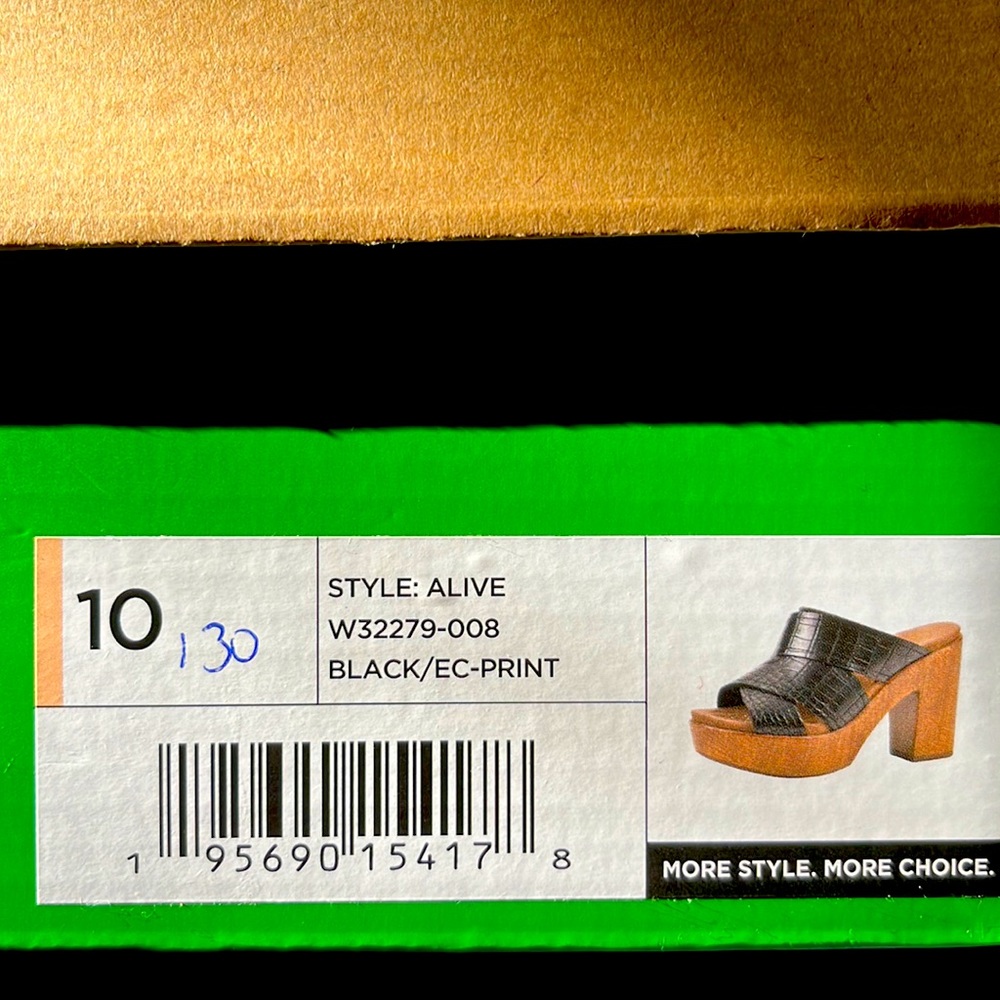 10
130
STYLE: ALIVE
W32279-008
BLACK/EC-PRINT
1 95690 15417 8
MORE STYLE. MORE CHOICE.